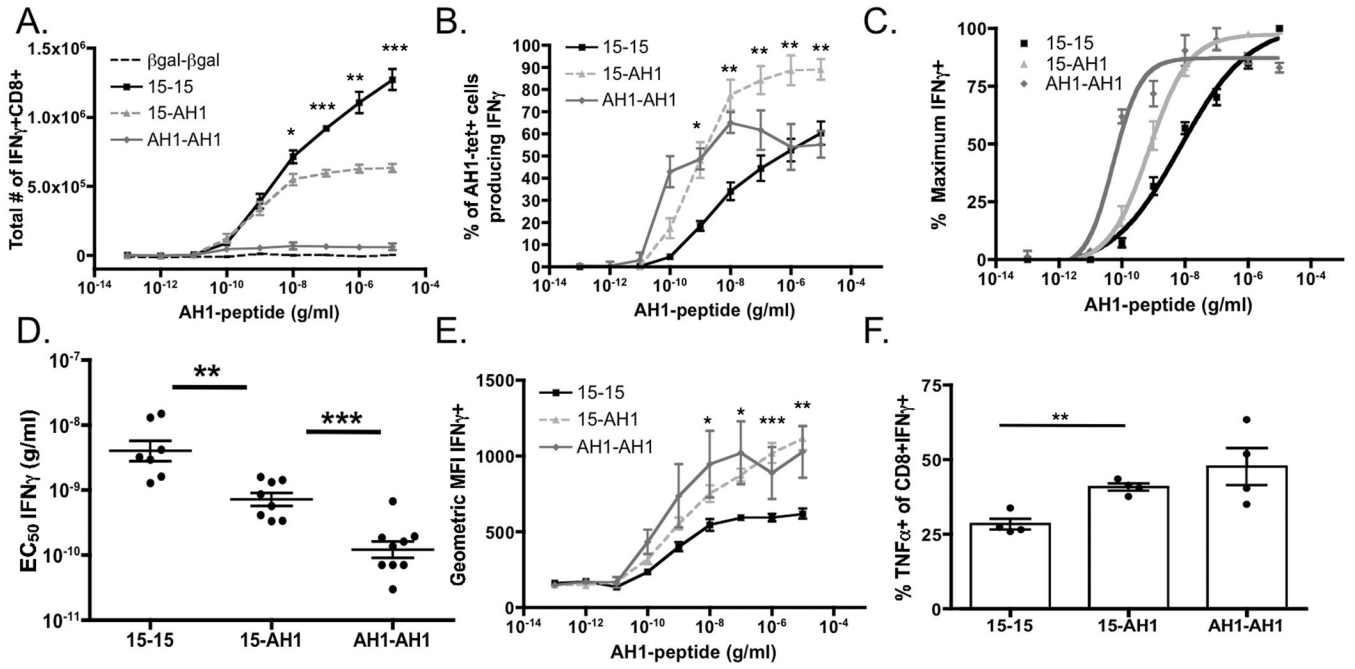 A.
Total # of IFNγ+CD8+
1.5×10⁶
1.0×10⁶
5.0×10⁵
0
10⁻¹⁴ 10⁻¹² 10⁻¹⁰ 10⁻⁸ 10⁻⁶ 10⁻⁴
AH1-peptide (g/ml)
βgal-βgal
15-15
15-AH1
AH1-AH1
* *** ** ***
B.
% of AH1-tet+ cells
producing IFNγ
100
90
80
70
60
50
40
30
20
10
0
10⁻¹⁴ 10⁻¹² 10⁻¹⁰ 10⁻⁸ 10⁻⁶ 10⁻⁴
AH1-peptide (g/ml)
15-15
15-AH1
AH1-AH1
* ** ** ** **
C.
% Maximum IFNγ+
100
75
50
25
0
10⁻¹⁴ 10⁻¹² 10⁻¹⁰ 10⁻⁸ 10⁻⁶ 10⁻⁴
AH1-peptide (g/ml)
15-15
15-AH1
AH1-AH1
D.
EC₅₀ IFNγ (g/ml)
10⁻⁷
10⁻⁸
10⁻⁹
10⁻¹⁰
10⁻¹¹
** ***
15-15 15-AH1 AH1-AH1
E.
Geometric MFI IFNγ+
1500
1000
500
0
10⁻¹⁴ 10⁻¹² 10⁻¹⁰ 10⁻⁸ 10⁻⁶ 10⁻⁴
AH1-peptide (g/ml)
15-15
15-AH1
AH1-AH1
* * *** **
F.
% TNFα+ of CD8+IFNγ+
75
50
25
0
**
15-15 15-AH1 AH1-AH1